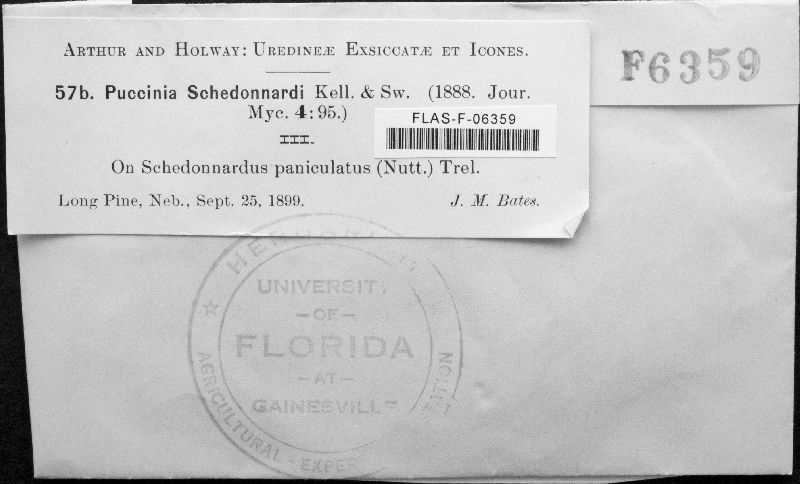 ARTHUR AND HOLWAY: UREDINEÆ EXSICCATÆ ET ICONES.
57b. Puccinia Schedonnardi Kell. & Sw. (1888. Jour.
Myc. 4: 95.)
III.
On Schedonnardus paniculatus (Nutt.) Trel.
Long Pine, Neb., Sept. 25, 1899. J. M. Bates.
FLAS-F-06359
F6359
UNIVERSIT
-OF-
FLORIDA
-AT-
GAINESVILLE
AGRICULTURAL - EXPER